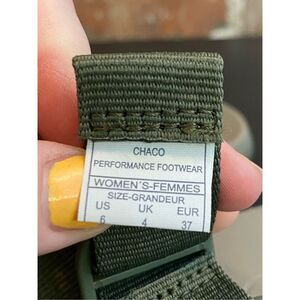 CHACO
PERFORMANCE FOOTWEAR
WOMEN'S-FEMMES
SIZE-GRANDEUR
US UK EUR
6 4 37